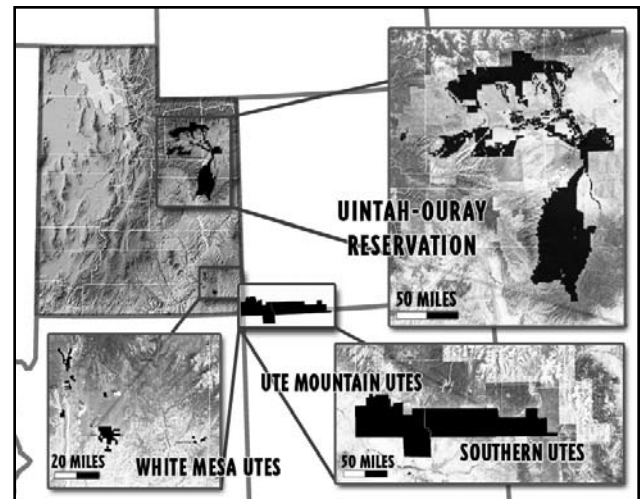 UINTAH-OURAY
RESERVATION
50 MILES
UTE MOUNTAIN UTES
SOUTHERN UTES
50 MILES
20 MILES
WHITE MESA UTES